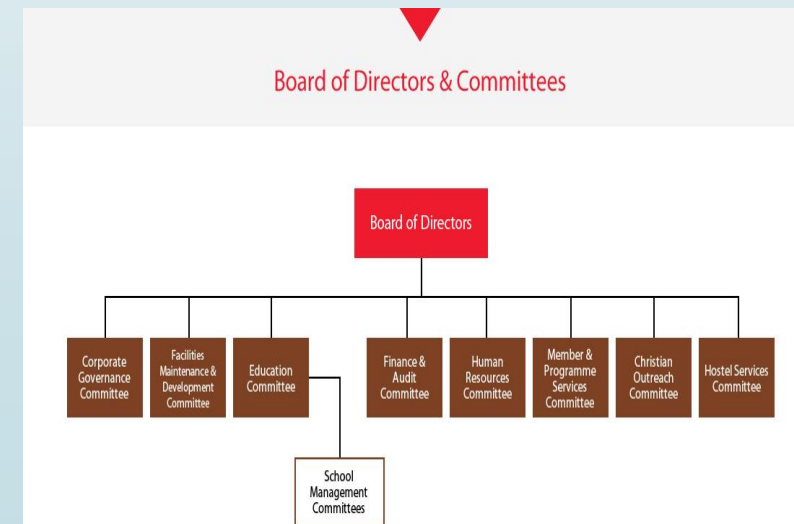 Board of Directors & Committees
Board of Directors
Corporate
Governance
Committee
Facilities
Maintenance &
Development
Committee
Education
Committee
Finance &
Audit
Committee
Human
Resources
Committee
Member &
Programme
Services
Committee
Christian
Outreach
Committee
Hostel Services
Committee
School
Management
Committees